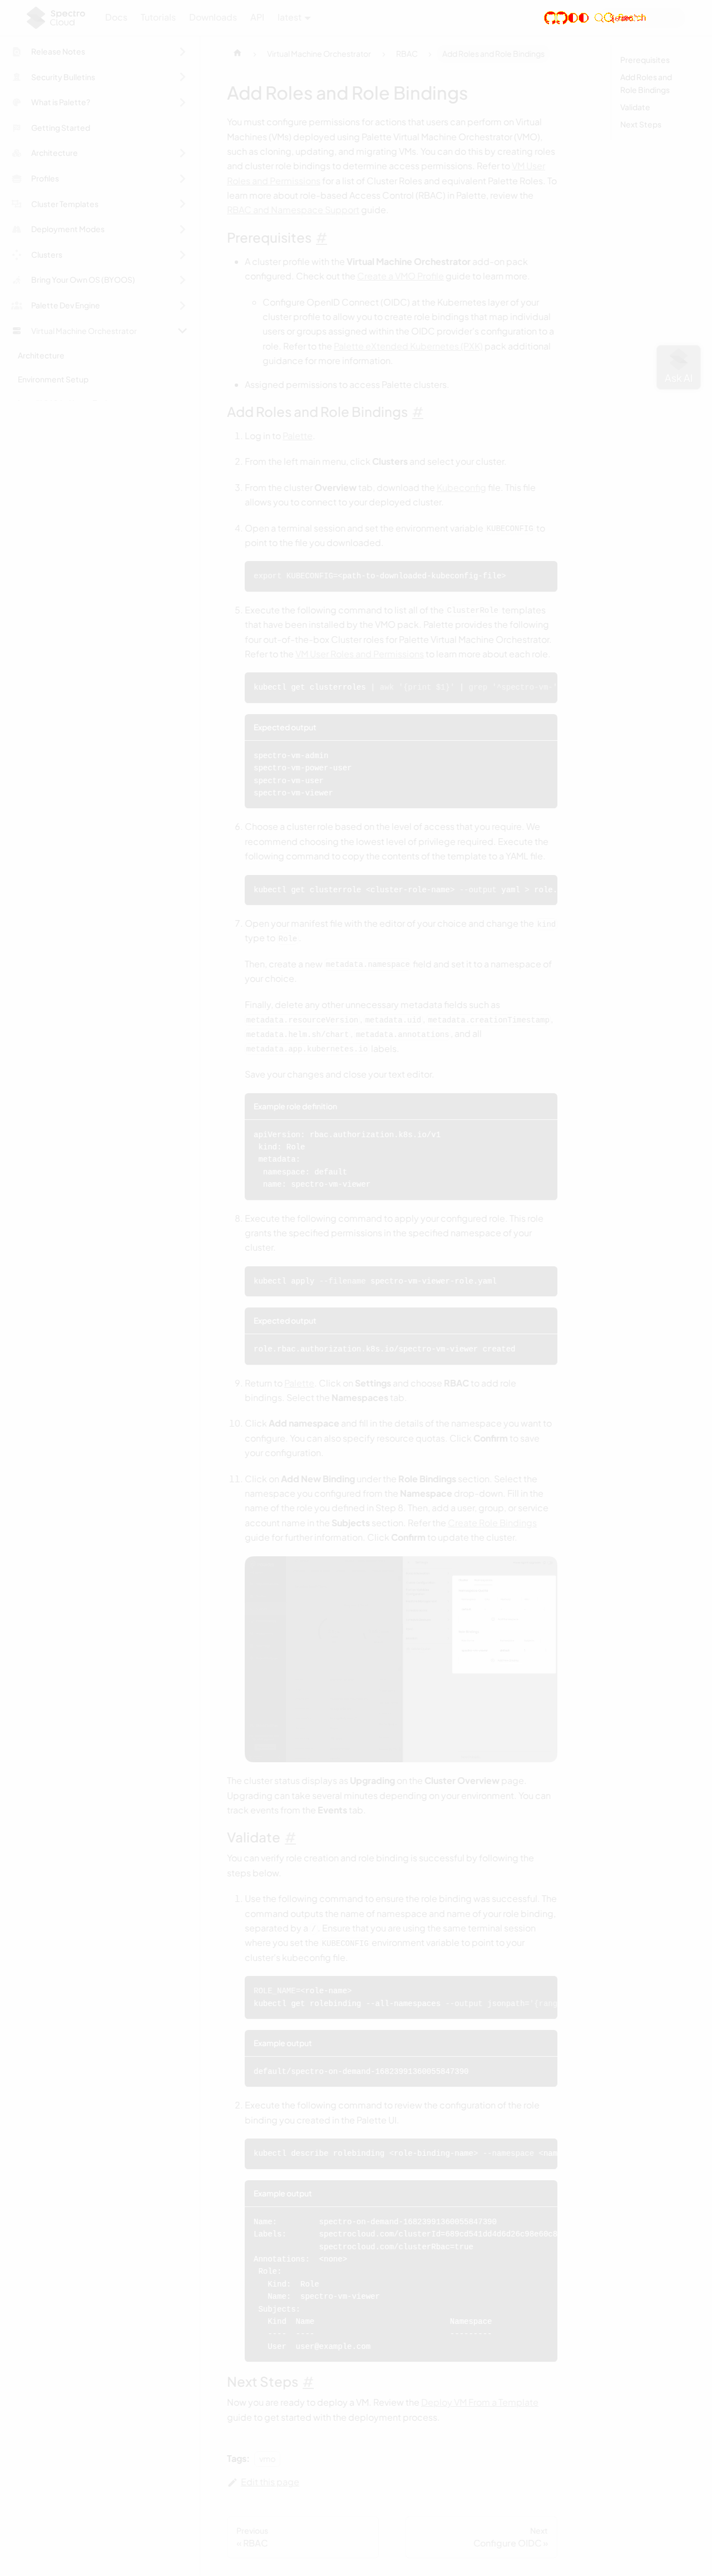 Spectro Cloud
Docs Tutorials Downloads API latest
Release Notes
Security Bulletins
What is Palette?
Getting Started
Architecture
Profiles
Cluster Templates
Deployment Modes
Clusters
Bring Your Own OS (BYOOS)
Palette Dev Engine
Virtual Machine Orchestrator
Architecture
Environment Setup
Virtual Machine Orchestrator RBAC Add Roles and Role Bindings
Add Roles and Role Bindings
You must configure permissions for actions that users can perform on Virtual
Machines (VMs) deployed using Palette Virtual Machine Orchestrator (VMO),
such as cloning, updating, and migrating VMs. You can do this by creating roles
and cluster role bindings to determine access permissions. Refer to VM User
Roles and Permissions for a list of Cluster Roles and equivalent Palette Roles. To
learn more about role-based Access Control (RBAC) in Palette, review the
RBAC and Namespace Support guide.
Prerequisites #
A cluster profile with the Virtual Machine Orchestrator add-on pack
configured. Check out the Create a VMO Profile guide to learn more.
Configure OpenID Connect (OIDC) at the Kubernetes layer of your
cluster profile to allow you to create role bindings that map individual
users or groups assigned within the OIDC provider's configuration to a
role. Refer to the Palette eXtended Kubernetes (PXK) pack additional
guidance for more information.
Assigned permissions to access Palette clusters.
Add Roles and Role Bindings #
1. Log in to Palette.
2. From the left main menu, click Clusters and select your cluster.
3. From the cluster Overview tab, download the Kubeconfig file. This file
allows you to connect to your deployed cluster.
4. Open a terminal session and set the environment variable KUBECONFIG to
point to the file you downloaded.
export KUBECONFIG=<path-to-downloaded-kubeconfig-file>
5. Execute the following command to list all of the ClusterRole templates
that have been installed by the VMO pack. Palette provides the following
four out-of-the-box Cluster roles for Palette Virtual Machine Orchestrator.
Refer to the VM User Roles and Permissions to learn more about each role.
kubectl get clusterroles | awk '{print $1}' | grep "^spectro-vm-
Expected output
spectro-vm-admin
spectro-vm-power-user
spectro-vm-user
spectro-vm-viewer
6. Choose a cluster role based on the level of access that you require. We
recommend choosing the lowest level of privilege required. Execute the
following command to copy the contents of the template to a YAML file.
kubectl get clusterrole <cluster-role-name> --output yaml > role.
7. Open your manifest file with the editor of your choice and change the kind
type to Role.
Then, create a new metadata.namespace field and set it to a namespace of
your choice.
Finally, delete any other unnecessary metadata fields such as
metadata.resourceVersion, metadata.uid, metadata.creationTimestamp,
metadata.helm.sh/chart, metadata.annotations, and all
metadata.app.kubernetes.io labels.
Save your changes and close your text editor.
Example role definition
apiVersion: rbac.authorization.k8s.io/v1
kind: Role
metadata:
namespace: default
name: spectro-vm-viewer
8. Execute the following command to apply your configured role. This role
grants the specified permissions in the specified namespace of your
cluster.
kubectl apply --filename spectro-vm-viewer-role.yaml
Expected output
role.rbac.authorization.k8s.io/spectro-vm-viewer created
9. Return to Palette. Click on Settings and choose RBAC to add role
bindings. Select the Namespaces tab.
10. Click Add namespace and fill in the details of the namespace you want to
configure. You can also specify resource quotas. Click Confirm to save
your configuration.
11. Click on Add New Binding under the Role Bindings section. Select the
namespace you configured from the Namespace drop-down. Fill in the
name of the role you defined in Step 8. Then, add a user, group, or service
account name in the Subjects section. Refer the Create Role Bindings
guide for further information. Click Confirm to update the cluster.
The cluster status displays as Upgrading on the Cluster Overview page.
Upgrading can take several minutes depending on your environment. You can
track events from the Events tab.
Validate #
You can verify role creation and role binding is successful by following the
steps below.
1. Use the following command to ensure the role binding was successful. The
command outputs the name of namespace and name of your role binding,
separated by a /. Ensure that you are using the same terminal session
where you set the KUBECONFIG environment variable to point to your
cluster's kubeconfig file.
ROLE_NAME=<role-name>
kubectl get rolebinding --all-namespaces --output jsonpath='{rang
Example output
2. Execute the following command to review the configuration of the role
binding you created in the Palette UI.
kubectl describe rolebinding <role-binding-name> --namespace <nam
Example output
Name:
Labels:
spectrocloud.com/clusterRbac=true
Annotations: <none>
Role:
Kind: Role
Name: spectro-vm-viewer
Subjects:
Kind Name Namespace
---- ---- ---------
User user@example.com
Next Steps #
Now you are ready to deploy a VM. Review the Deploy VM From a Template
guide to get started with the deployment process.
Tags: vmo
Edit this page
Previous
« RBAC
Next
Configure OIDC »
Prerequisites
Add Roles and
Role Bindings
Validate
Next Steps
Ask AI